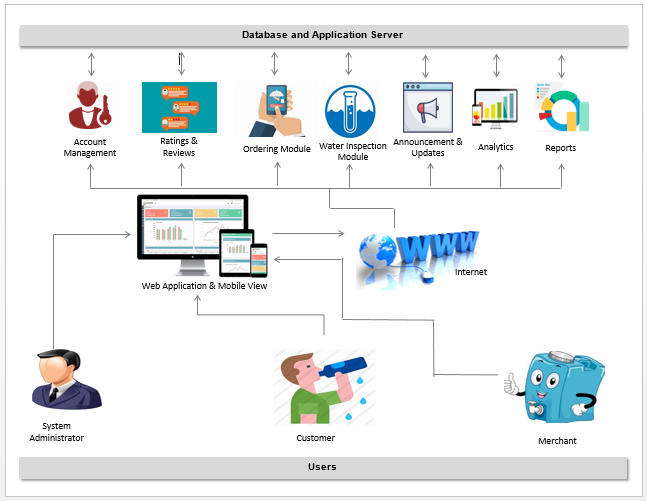 Database and Application Server
Account
Management
Ratings &
Reviews
Ordering Module
Water Inspection
Module
Announcement &
Updates
Analytics
Reports
WWW
Internet
Web Application & Mobile View
System
Administrator
Customer
Merchant
Users